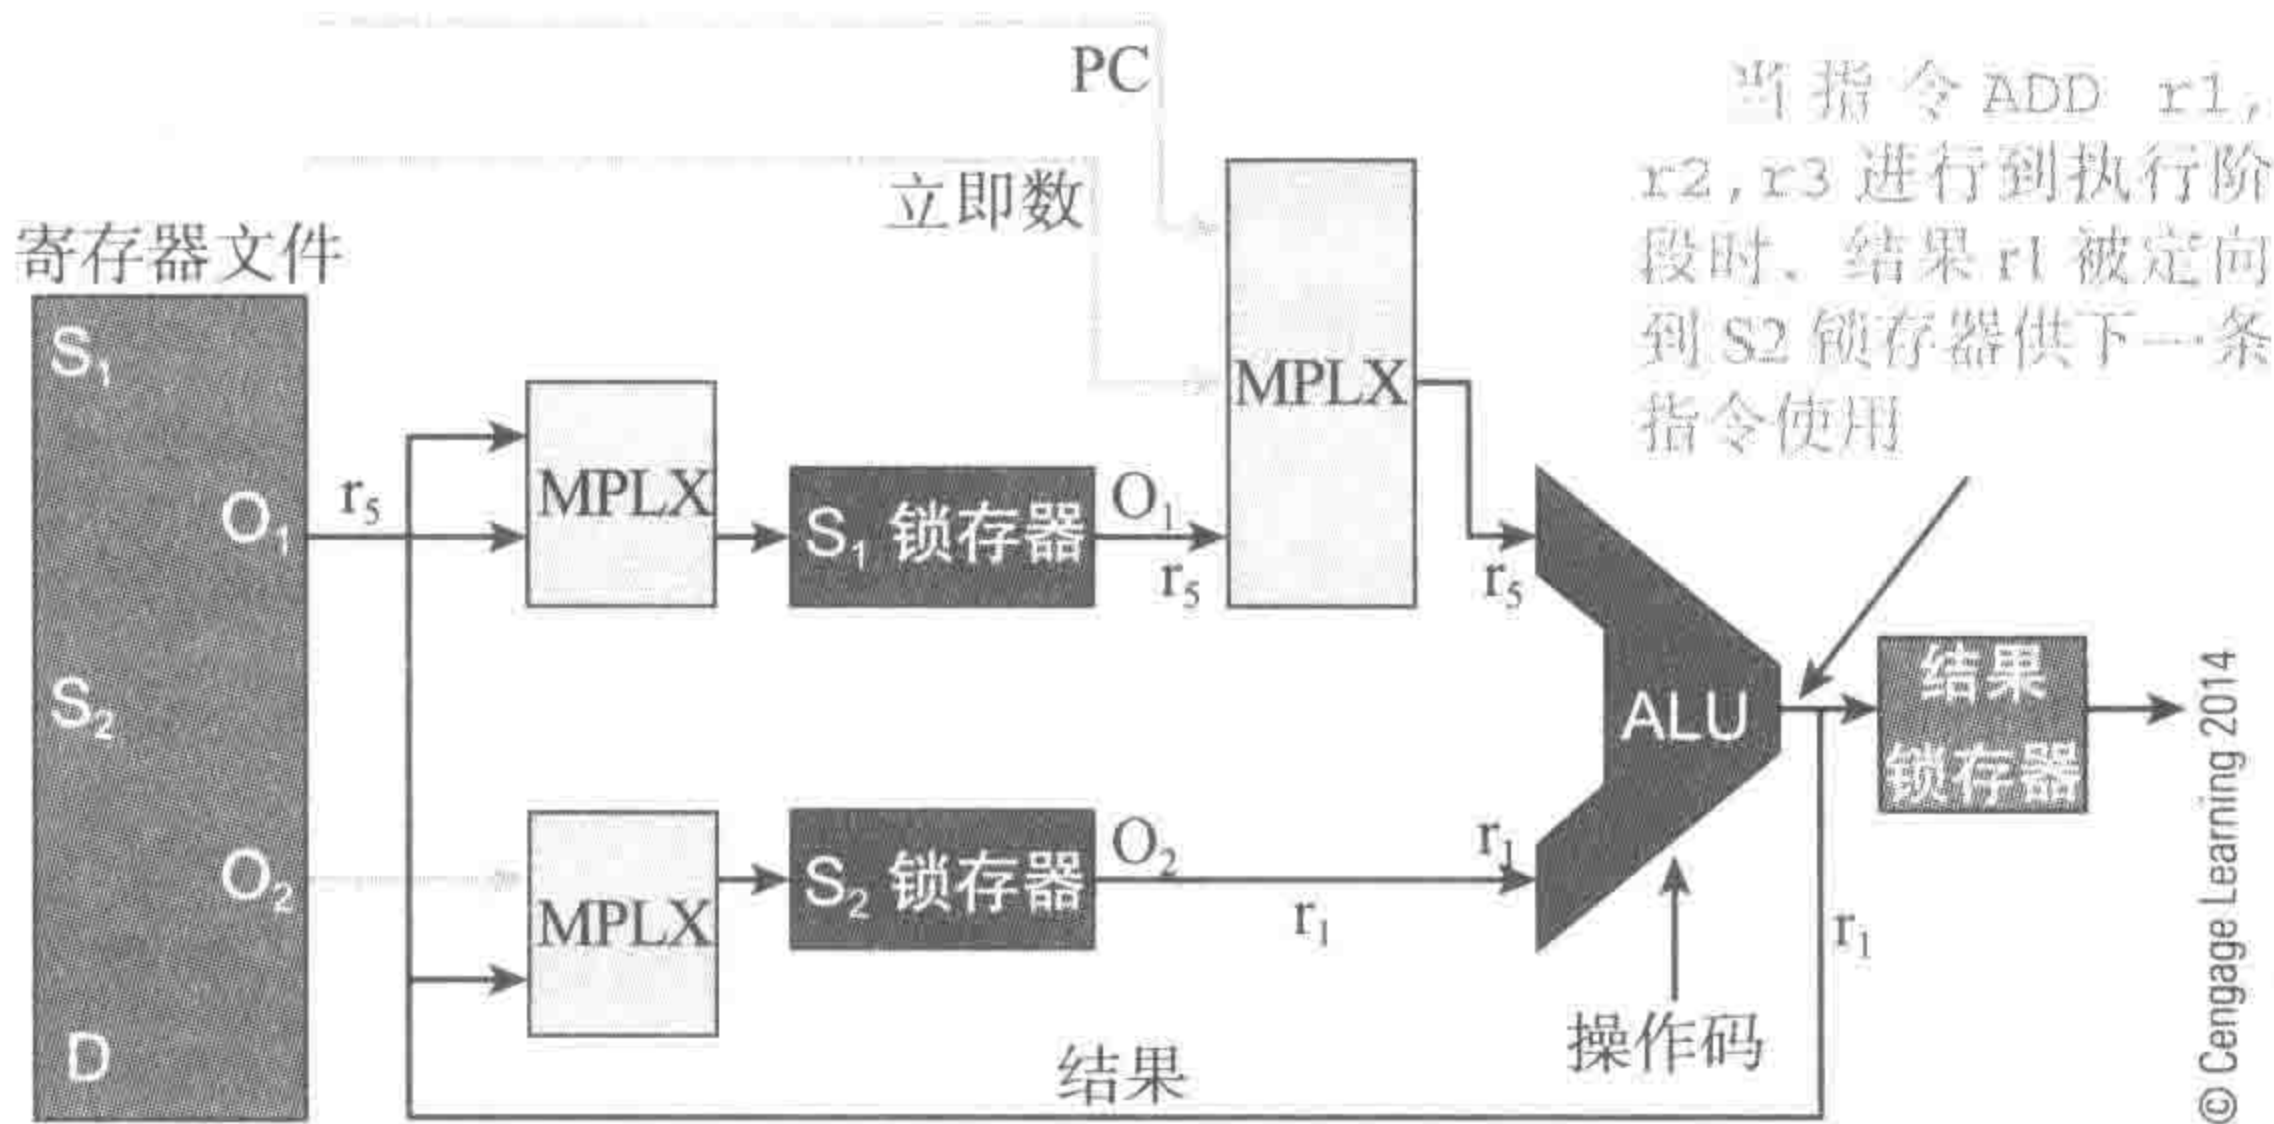 PC
当指令ADD r1,
r2,r3进行到执行阶
段时、结果r1被定向
到S2锁存器供下一条
指令使用
立即数
寄存器文件
S1
O1
r5
MPLX
S1 锁存器
O1
r5
MPLX
r5
S2
ALU
结果
锁存器
O2
MPLX
S2 锁存器
O2
r1
r1
r1
D
操作码
结果
© Cengage Learning 2014